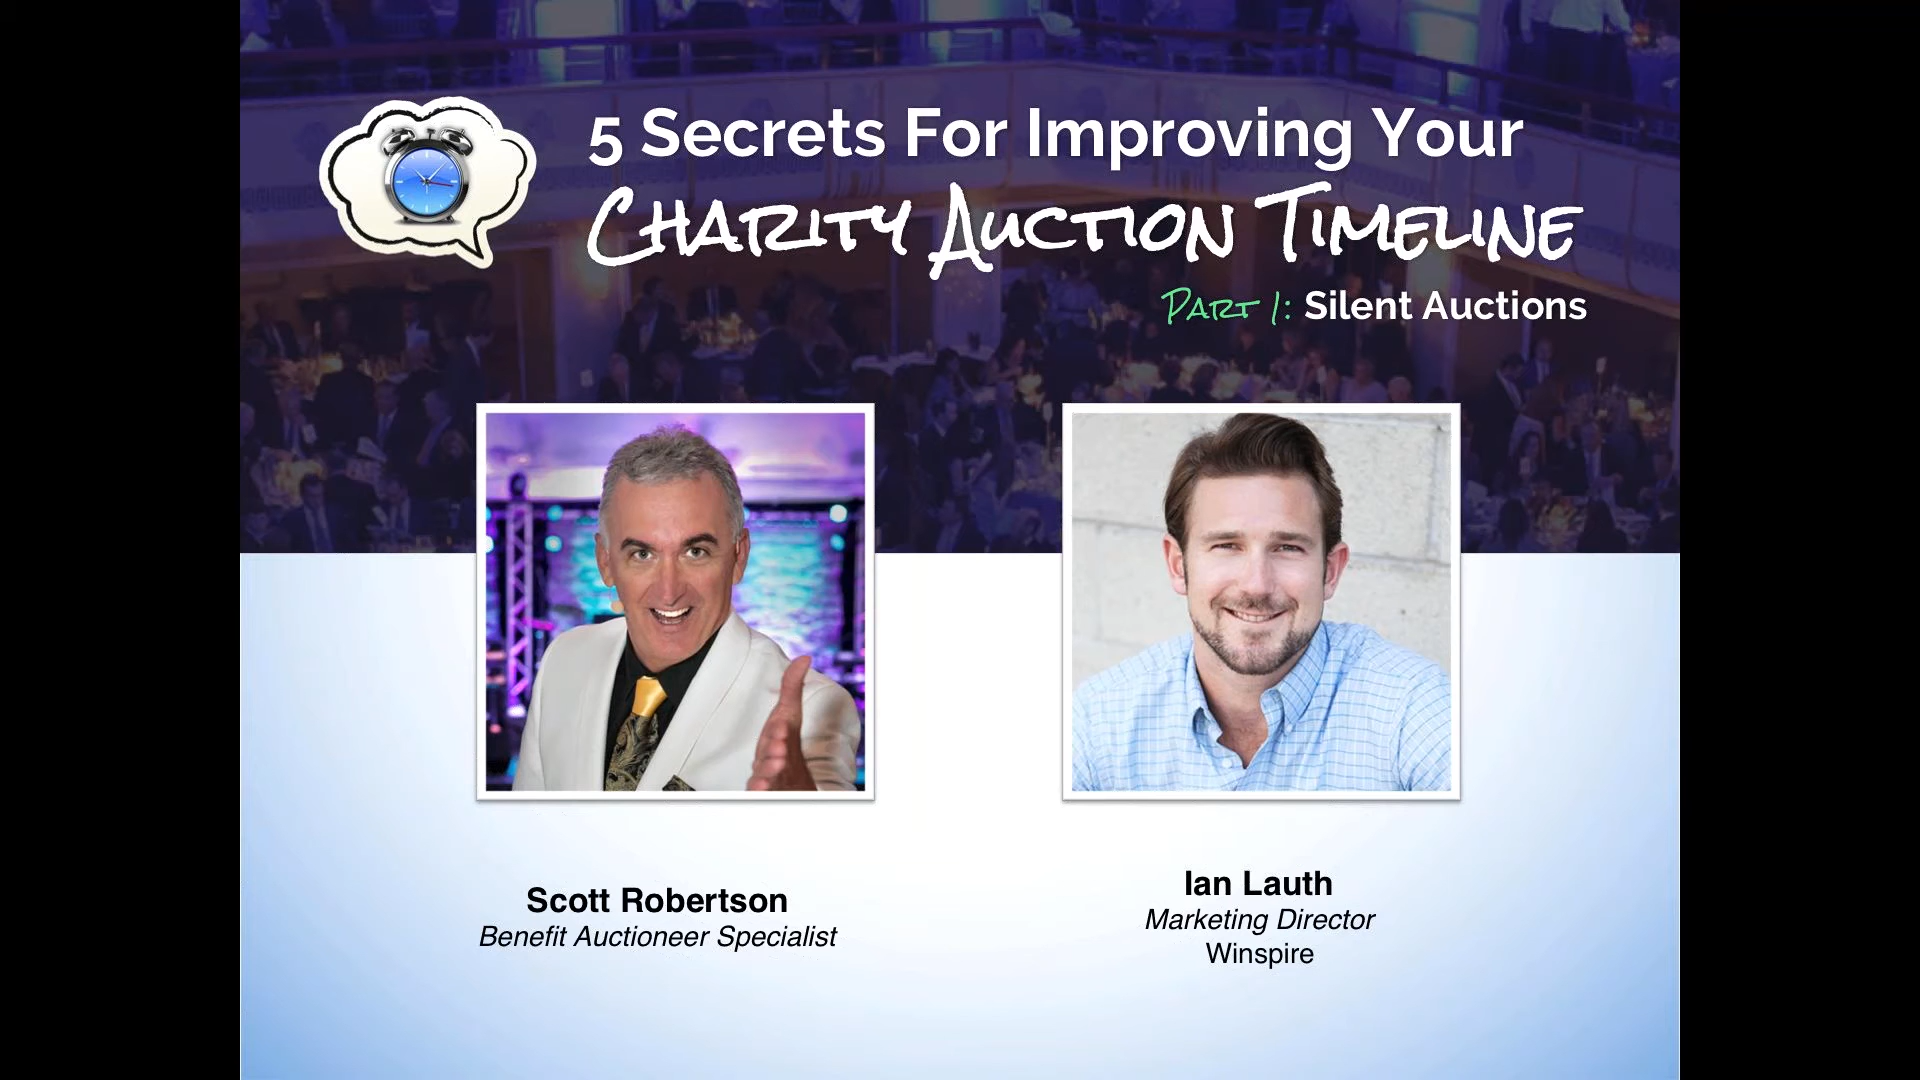 5 Secrets For Improving Your
Charity Auction Timeline
Part 1: Silent Auctions
Scott Robertson
Benefit Auctioneer Specialist
Ian Lauth
Marketing Director
Winspire